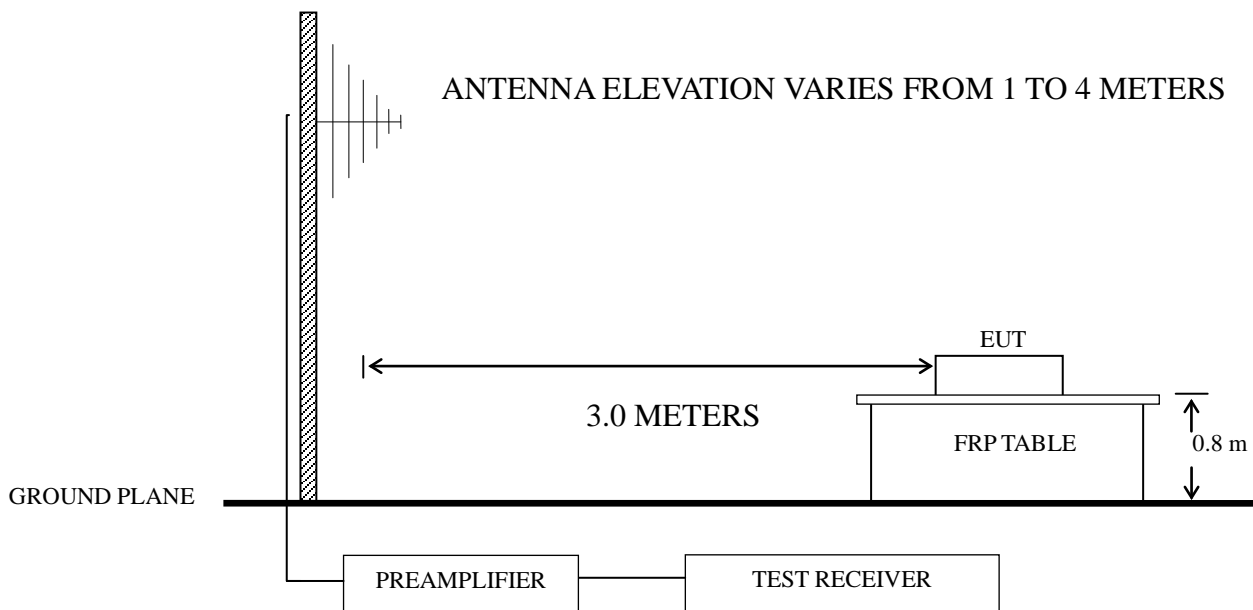 ANTENNA ELEVATION VARIES FROM 1 TO 4 METERS
EUT
3.0 METERS
FRP TABLE
0.8 m
GROUND PLANE
PREAMPLIFIER
TEST RECEIVER